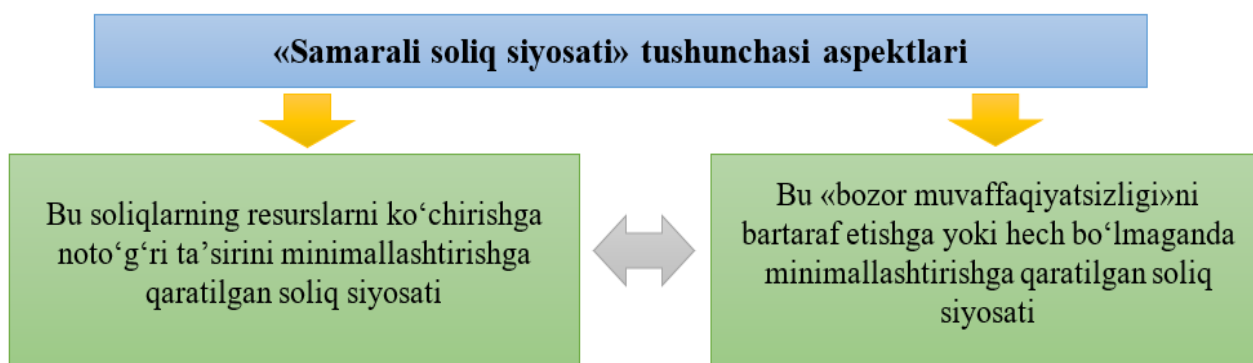 «Samarali soliq siyosati» tushunchasi aspektlari
Bu soliqlarning resurslarni ko‘chirishga
noto‘g‘ri ta’sirini minimallashtirishga
qaratilgan soliq siyosati
Bu «bozor muvaffaqiyatsizligi»ni
bartaraf etishga yoki hech bo‘lmaganda
minimallashtirishga qaratilgan soliq
siyosati